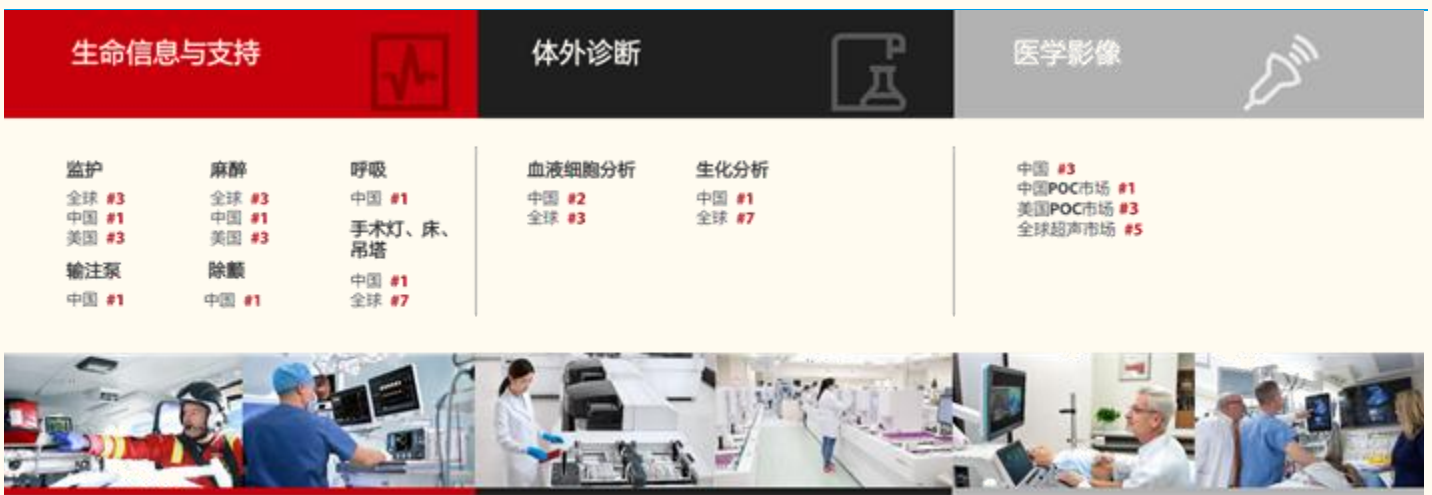 生命信息与支持
体外诊断
医学影像
监护
全球 #3
中国 #1
美国 #3
输注泵
中国 #1
麻醉
全球 #3
中国 #1
美国 #3
除颤
中国 #1
呼吸
中国 #1
手术灯、床、
吊塔
中国 #1
全球 #7
血液细胞分析
中国 #2
全球 #3
生化分析
中国 #1
全球 #7
中国 #3
中国POC市场 #1
美国POC市场 #3
全球超声市场 #5